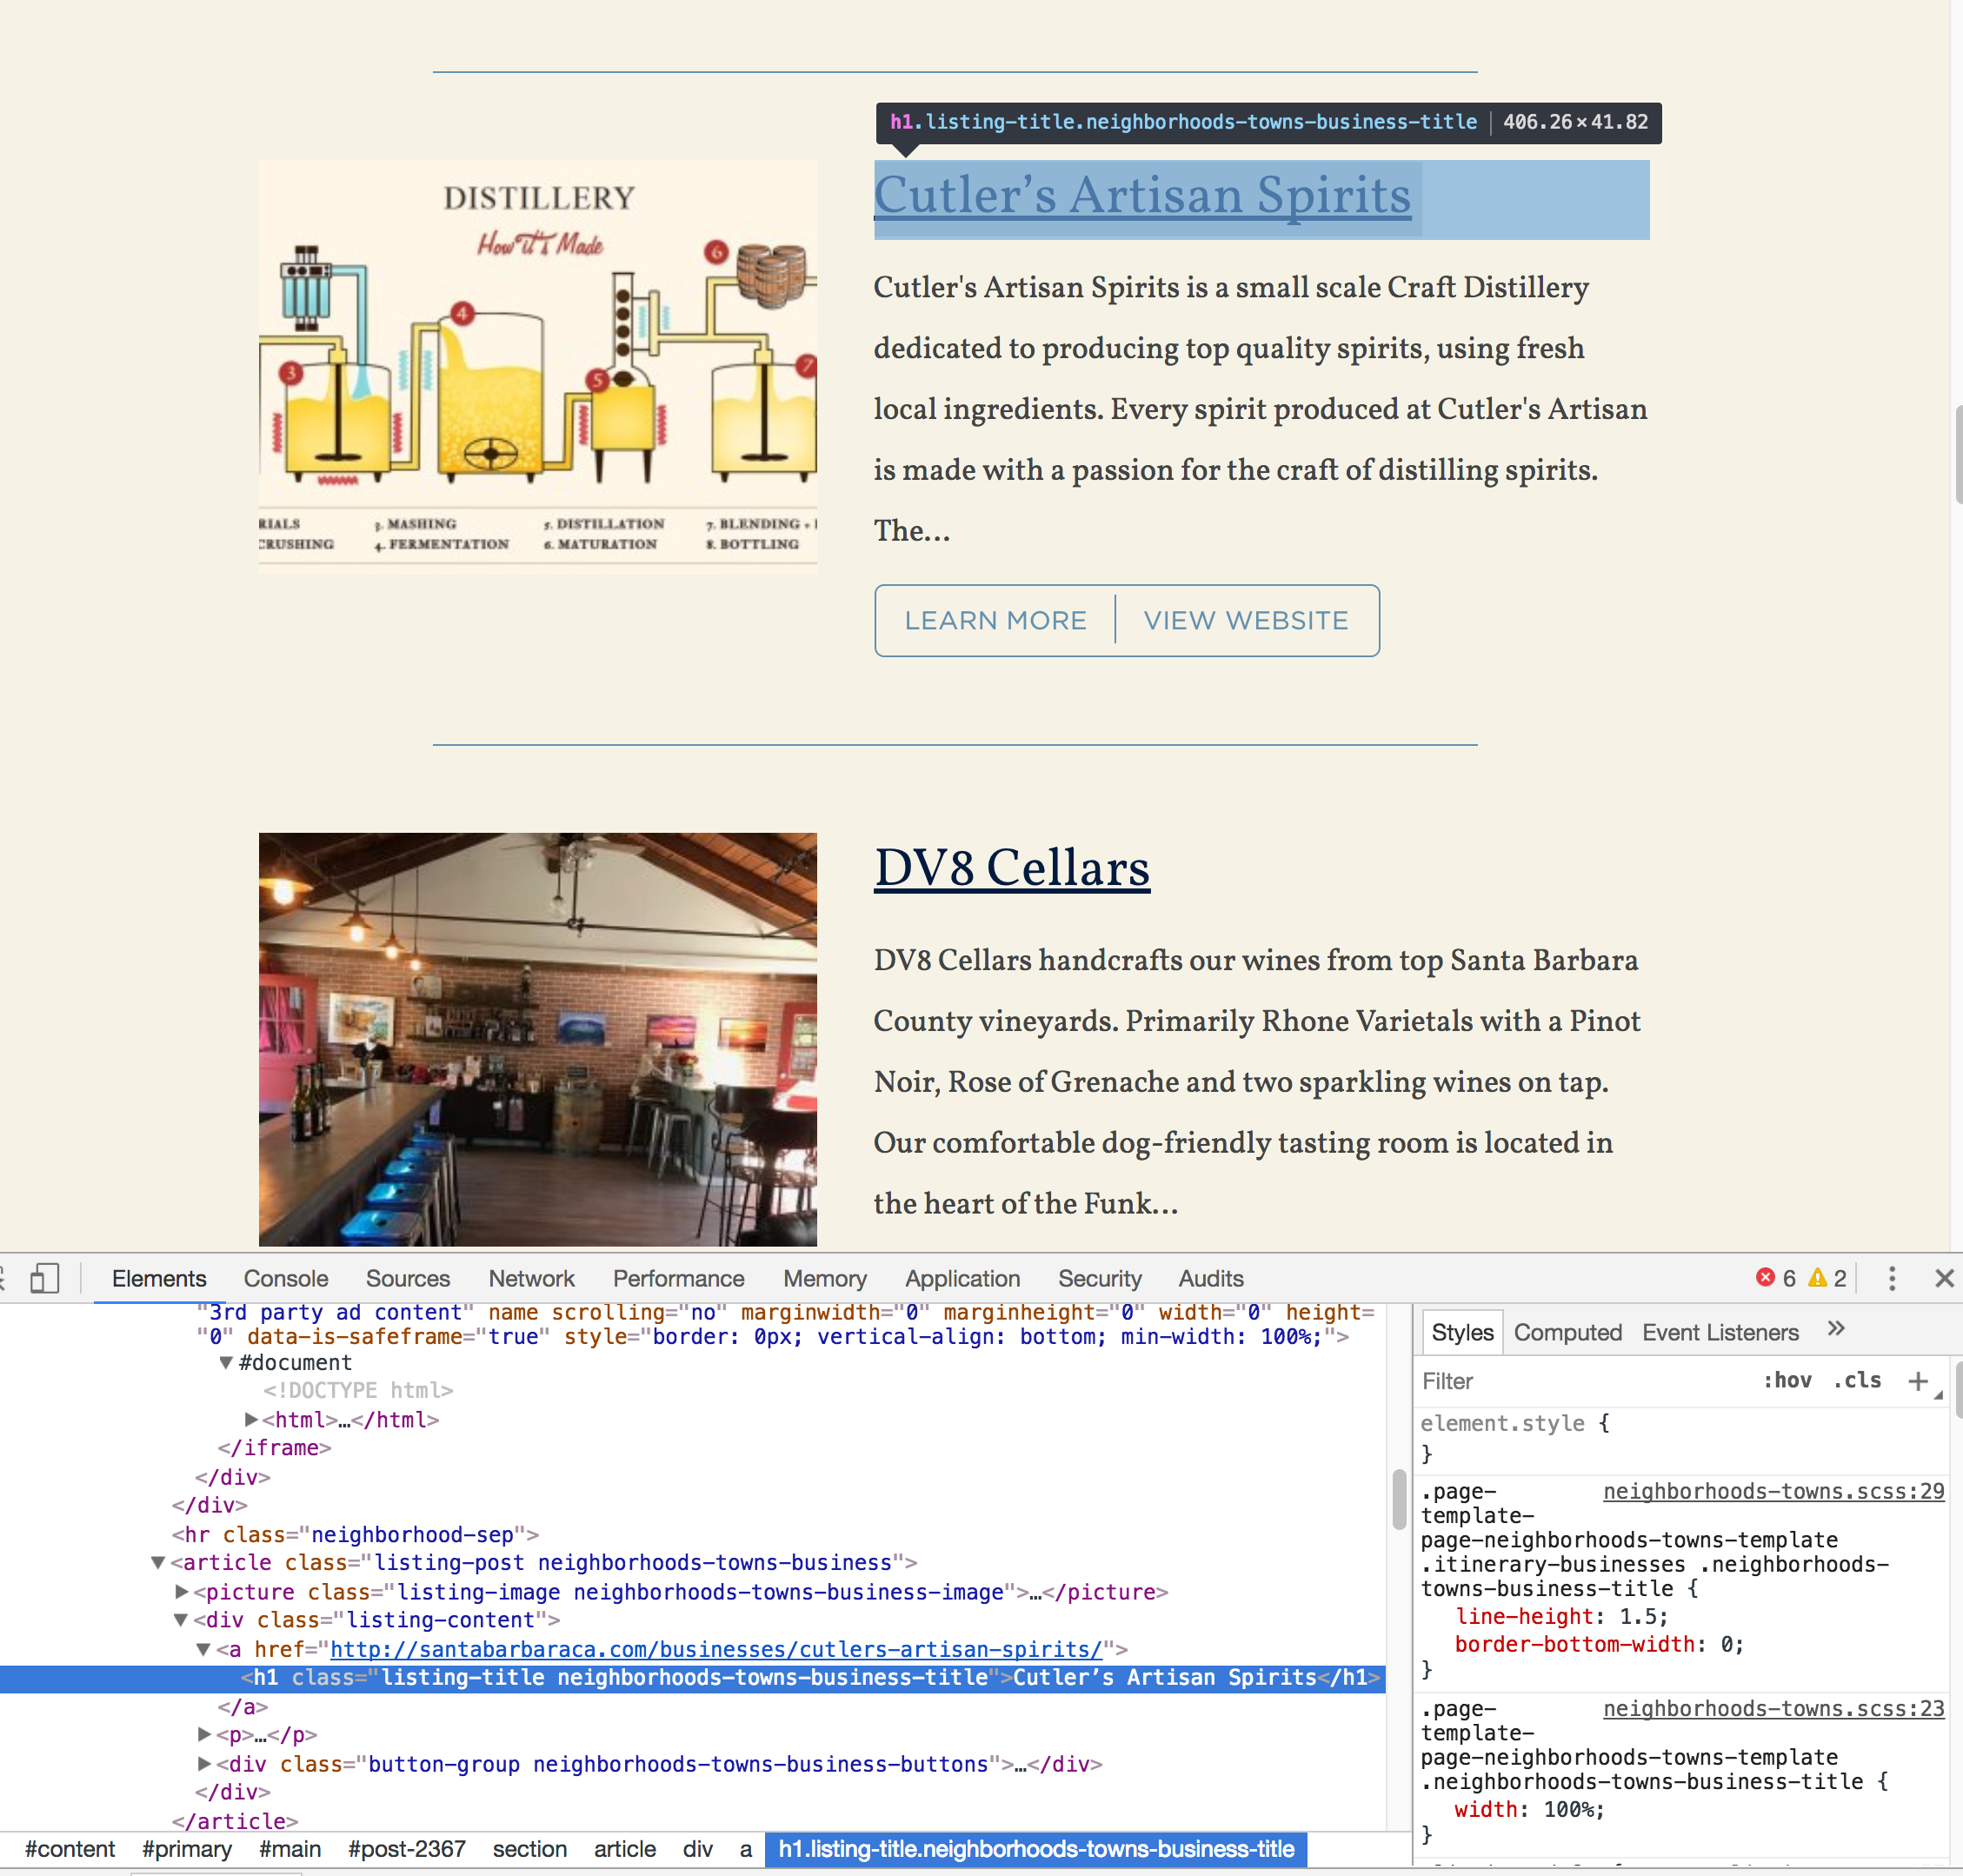 h1.listing-title.neighborhoods-towns-business-title | 406.26×41.82
DISTILLERY
How it's Made
3
4
5
6
7
RIALS 3. MASHING 5. DISTILLATION 7. BLENDING +
CRUSHING 4. FERMENTATION 6. MATURATION 8. BOTTLING
Cutler’s Artisan Spirits
Cutler's Artisan Spirits is a small scale Craft Distillery
dedicated to producing top quality spirits, using fresh
local ingredients. Every spirit produced at Cutler's Artisan
is made with a passion for the craft of distilling spirits.
The...
LEARN MORE | VIEW WEBSITE
DV8 Cellars
DV8 Cellars handcrafts our wines from top Santa Barbara
County vineyards. Primarily Rhone Varietals with a Pinot
Noir, Rose of Grenache and two sparkling wines on tap.
Our comfortable dog-friendly tasting room is located in
the heart of the Funk...
Elements Console Sources Network Performance Memory Application Security Audits 6 2
"3rd party ad content" name scrolling="no" marginwidth="0" marginheight="0" width="0" height=
"0" data-is-safeframe="true" style="border: 0px; vertical-align: bottom; min-width: 100%;">
#document
<!DOCTYPE html>
<html>…</html>
</iframe>
</div>
</div>
<hr class="neighborhood-sep">
<article class="listing-post neighborhoods-towns-business">
<picture class="listing-image neighborhoods-towns-business-image">…</picture>
<div class="listing-content">
<a href="http://santabarbaraca.com/businesses/cutlers-artisan-spirits/">
<h1 class="listing-title neighborhoods-towns-business-title">Cutler’s Artisan Spirits</h1>
</a>
<p>…</p>
<div class="button-group neighborhoods-towns-business-buttons">…</div>
</div>
</article>
#content #primary #main #post-2367 section article div a h1.listing-title.neighborhoods-towns-business-title
Styles Computed Event Listeners »
Filter :hov .cls +
element.style {
}
.page- neighborhoods-towns.scss:29
template-
page-neighborhoods-towns-template
.itinerary-businesses .neighborhoods-
towns-business-title {
line-height: 1.5;
border-bottom-width: 0;
}
.page- neighborhoods-towns.scss:23
template-
page-neighborhoods-towns-template
.neighborhoods-towns-business-title {
width: 100%;
}